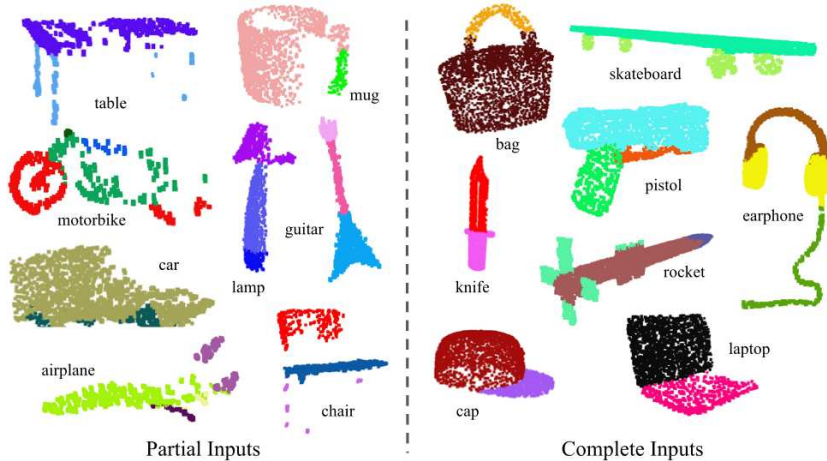 table
mug
motorbike
guitar
car
lamp
airplane
chair
Partial Inputs
skateboard
bag
pistol
earphone
knife
rocket
laptop
cap
Complete Inputs